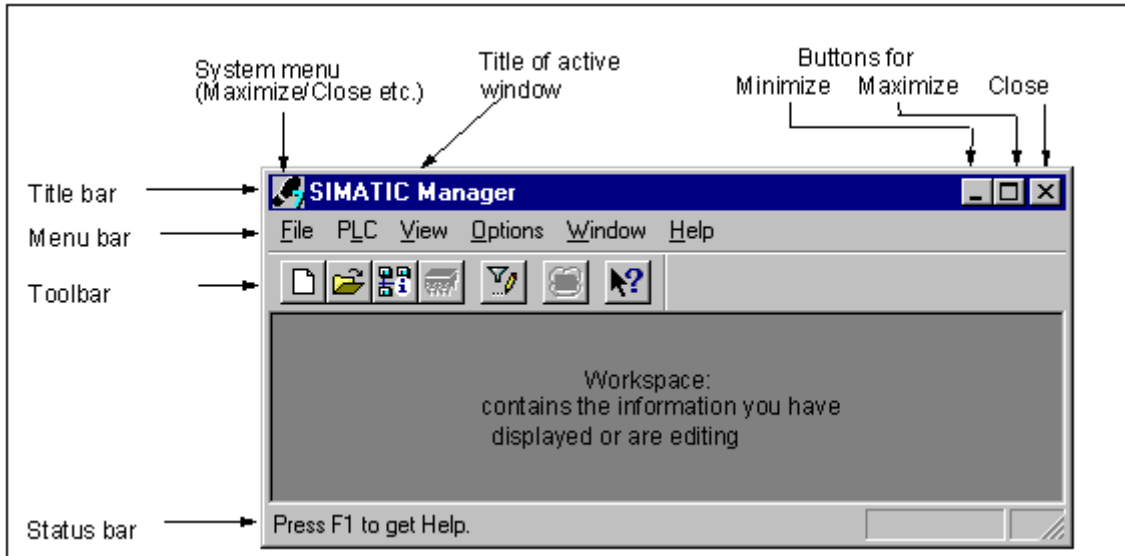 System menu
(Maximize/Close etc.)
Title of active
window
Buttons for
Minimize Maximize Close
Title bar
SIMATIC Manager
Menu bar
File PLC View Options Window Help
Toolbar
Workspace:
contains the information you have
displayed or are editing
Status bar
Press F1 to get Help.